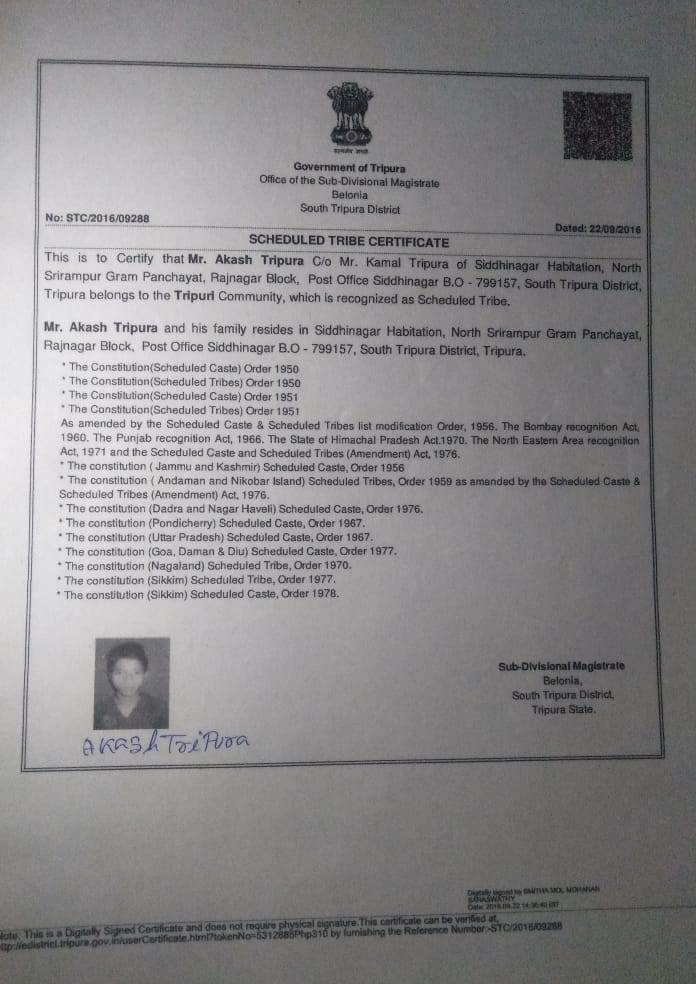 सत्यमेव जयते
Government of Tripura
Office of the Sub-Divisional Magistrate
Belonia
South Tripura District
No: STC/2016/09288
Dated: 22/09/2016
SCHEDULED TRIBE CERTIFICATE
This is to Certify that Mr. Akash Tripura C/o Mr. Kamal Tripura of Siddhinagar Habitation, North
Srirampur Gram Panchayat, Rajnagar Block, Post Office Siddhinagar B.O - 799157, South Tripura District,
Tripura belongs to the Tripuri Community, which is recognized as Scheduled Tribe.
Mr. Akash Tripura and his family resides in Siddhinagar Habitation, North Srirampur Gram Panchayat,
Rajnagar Block, Post Office Siddhinagar B.O - 799157, South Tripura District, Tripura.
* The Constitution(Scheduled Caste) Order 1950
* The Constitution(Scheduled Tribes) Order 1950
* The Constitution(Scheduled Caste) Order 1951
* The Constitution(Scheduled Tribes) Order 1951
As amended by the Scheduled Caste & Scheduled Tribes list modification Order, 1956. The Bombay recognition Act,
1960. The Punjab recognition Act, 1966. The State of Himachal Pradesh Act.1970. The North Eastern Area recognition
Act, 1971 and the Scheduled Caste and Scheduled Tribes (Amendment) Act, 1976.
* The constitution ( Jammu and Kashmir) Scheduled Caste, Order 1956
* The constitution ( Andaman and Nikobar Island) Scheduled Tribes, Order 1959 as amended by the Scheduled Caste &
Scheduled Tribes (Amendment) Act, 1976.
* The constitution (Dadra and Nagar Haveli) Scheduled Caste, Order 1976.
* The constitution (Pondicherry) Scheduled Caste, Order 1967.
* The constitution (Uttar Pradesh) Scheduled Caste, Order 1967.
* The constitution (Goa, Daman & Diu) Scheduled Caste, Order 1977.
* The constitution (Nagaland) Scheduled Tribe, Order 1970.
* The constitution (Sikkim) Scheduled Tribe, Order 1977.
* The constitution (Sikkim) Scheduled Caste, Order 1978.
Sub-Divisional Magistrate
Belonia,
South Tripura District,
Tripura State.
AKASh TriPura
Digitally signed by SMITHA MOL MOHANAN
SARASWATHY
Date: 2016.09.22
Note. This is a Digitally Signed Certificate and does not require physical signature.This certificate can be verified at,
http://edistrict.tripura.gov.in/userCertificate.html?tokenNo=5312885Php310 by furnishing the Reference Number:-STC/2016/09288